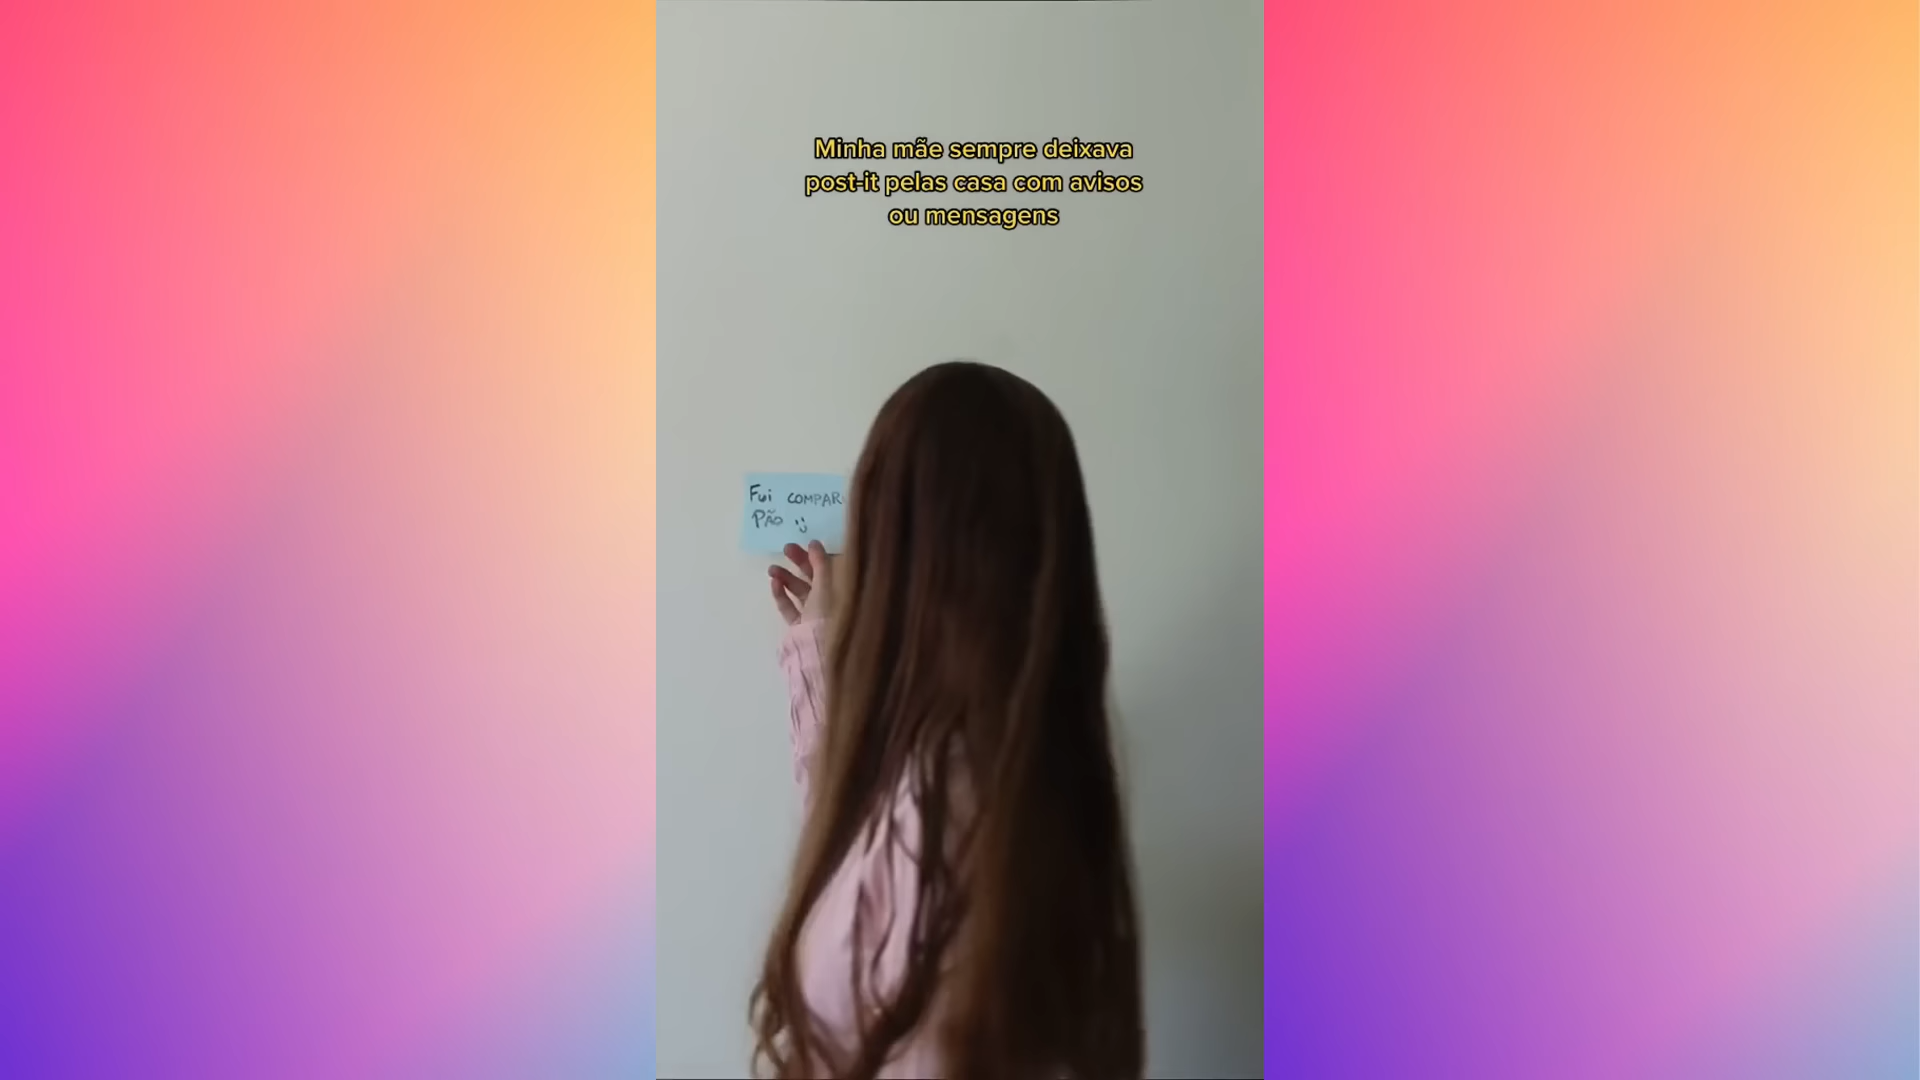 Minha mãe sempre deixava
post-it pelas casa com avisos
ou mensagens
Fui COMPAR
Pão